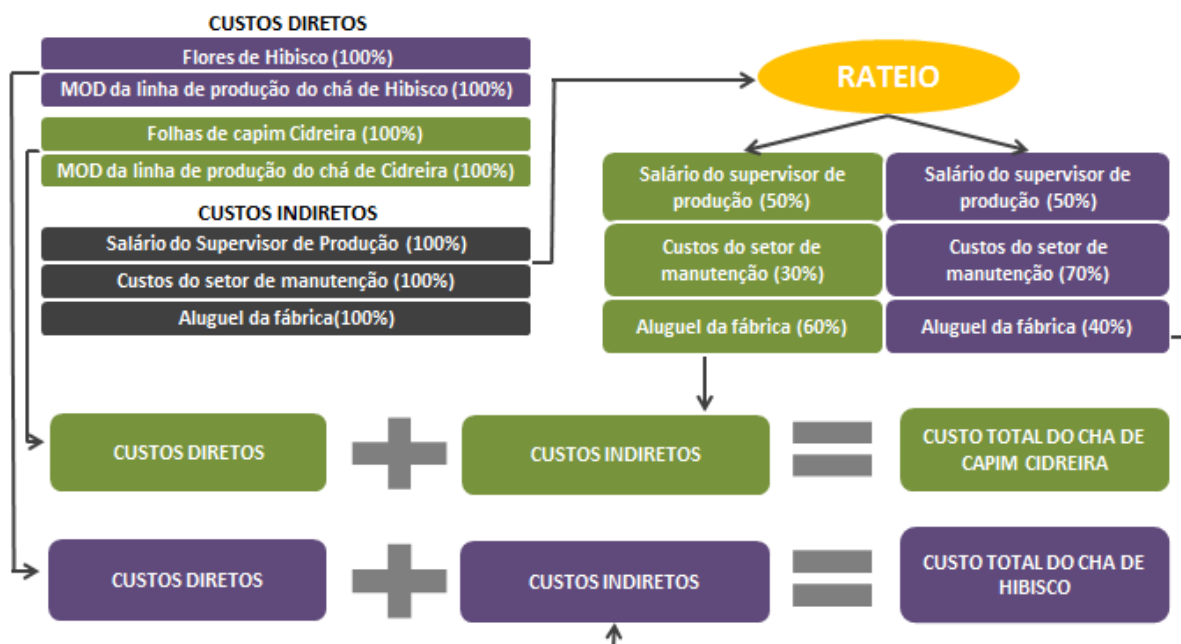 CUSTOS DIRETOS
Flores de Hibisco (100%)
MOD da linha de produção do chá de Hibisco (100%)
Folhas de capim Cidreira (100%)
MOD da linha de produção do chá de Cidreira (100%)
CUSTOS INDIRETOS
Salário do Supervisor de Produção (100%)
Custos do setor de manutenção (100%)
Aluguel da fábrica(100%)
RATEIO
Salário do supervisor de
produção (50%)
Custos do setor de
manutenção (30%)
Aluguel da fábrica (60%)
Salário do supervisor de
produção (50%)
Custos do setor de
manutenção (70%)
Aluguel da fábrica (40%)
CUSTOS DIRETOS
CUSTOS INDIRETOS
CUSTO TOTAL DO CHA DE
CAPIM CIDREIRA
CUSTOS DIRETOS
CUSTOS INDIRETOS
CUSTO TOTAL DO CHA DE
HIBISCO